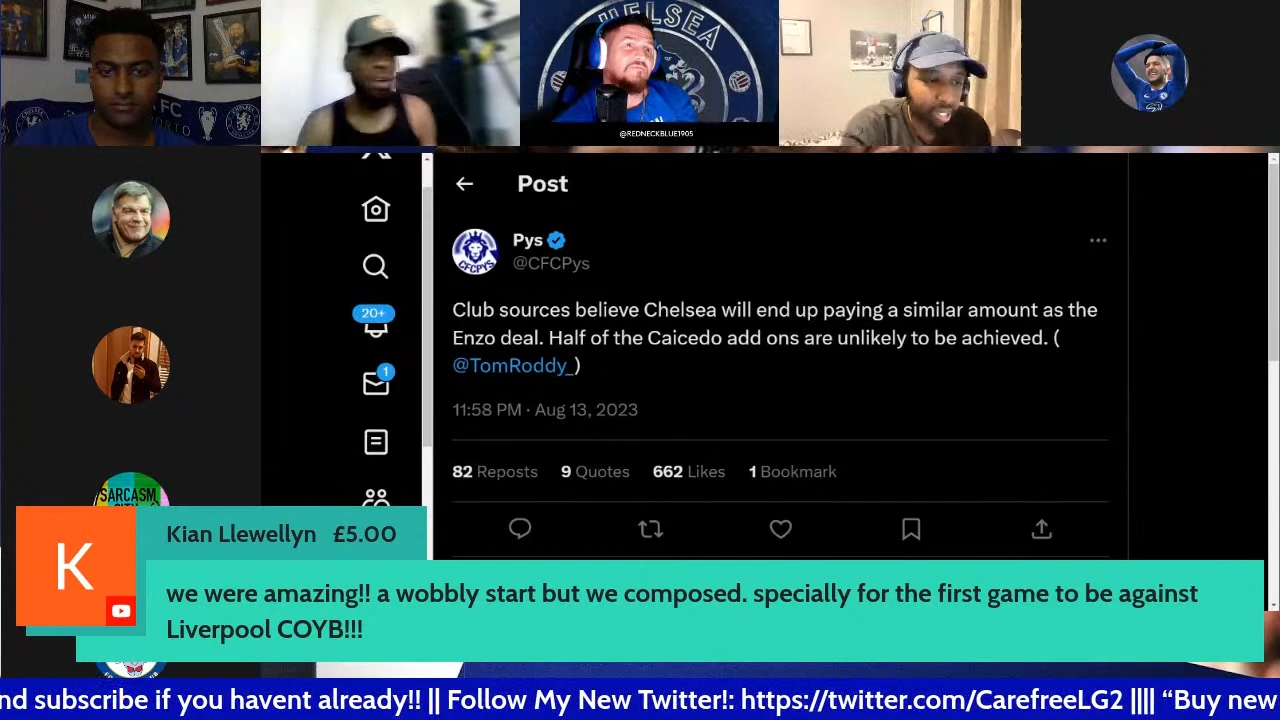 CHELSEA
@REDNECKBLUE1905
Post
Pys
@CFCPys
CFCPYS
Club sources believe Chelsea will end up paying a similar amount as the
Enzo deal. Half of the Caicedo add ons are unlikely to be achieved. (
@TomRoddy_)
20+
1
11:58 PM · Aug 13, 2023
82 Reposts 9 Quotes 662 Likes 1 Bookmark
SARCASM
K
Kian Llewellyn £5.00
we were amazing!! a wobbly start but we composed. specially for the first game to be against
Liverpool COYB!!!
nd subscribe if you havent already!! || Follow My New Twitter!: https://twitter.com/CarefreeLG2 |||| “Buy new